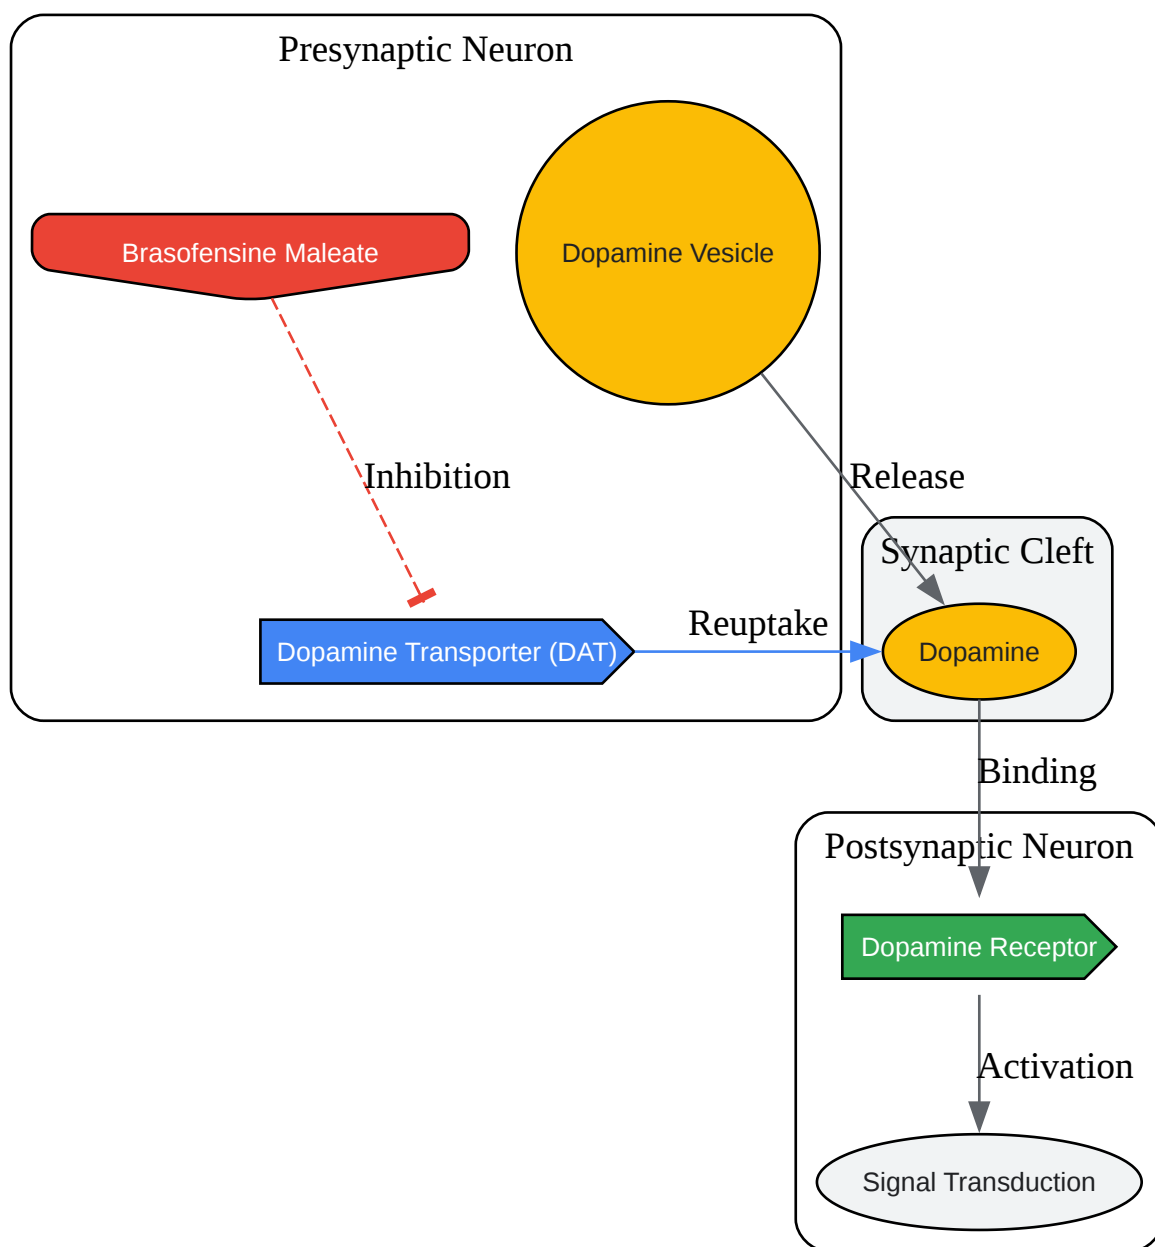 Presynaptic Neuron
Brasofensine Maleate
Dopamine Vesicle
Inhibition
Release
Synaptic Cleft
Dopamine Transporter (DAT)
Reuptake
Dopamine
Binding
Postsynaptic Neuron
Dopamine Receptor
Activation
Signal Transduction